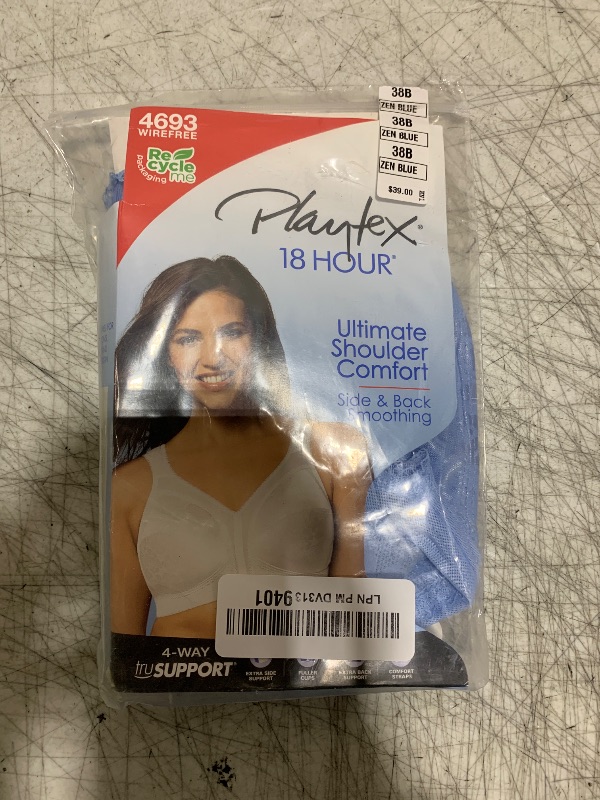 4693
WIREFREE
Re
cycle
me
packaging
38B
ZEN BLUE
38B
ZEN BLUE
38B
ZEN BLUE
$39.00
Playtex®
18 HOUR®
Ultimate
Shoulder
Comfort
Side & Back
Smoothing
LPN PM DV3139401
4-WAY
truSUPPORT®
EXTRA SIDE
SUPPORT
FULLER
CUPS
EXTRA BACK
SUPPORT
COMFORT
STRAPS